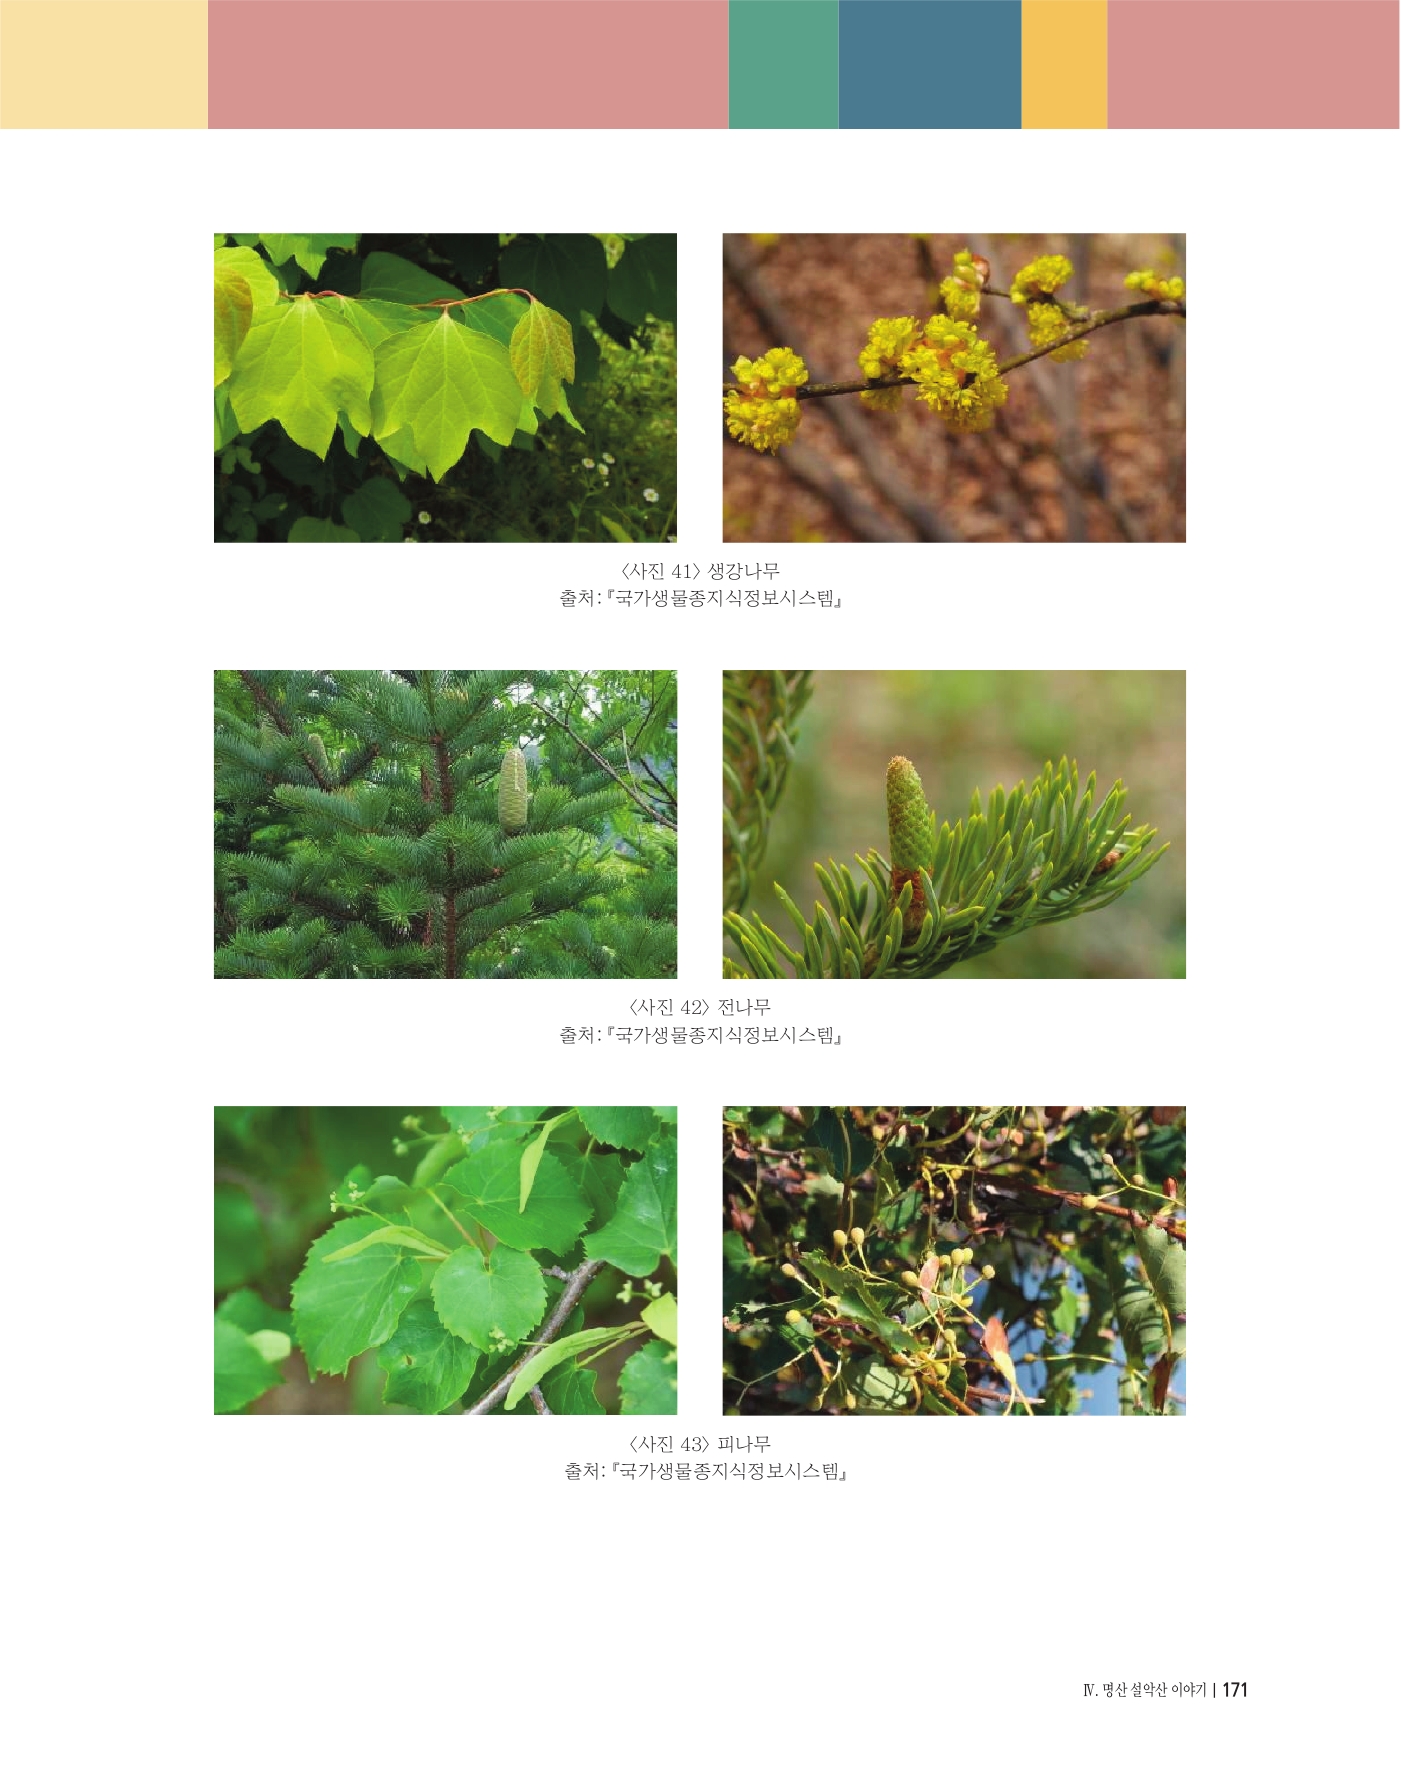 〈사진 41〉 생강나무
출처:『국가생물종지식정보시스템』
〈사진 42〉 전나무
출처:『국가생물종지식정보시스템』
〈사진 43〉 피나무
출처:『국가생물종지식정보시스템』
Ⅳ. 명산 설악산 이야기 | 171